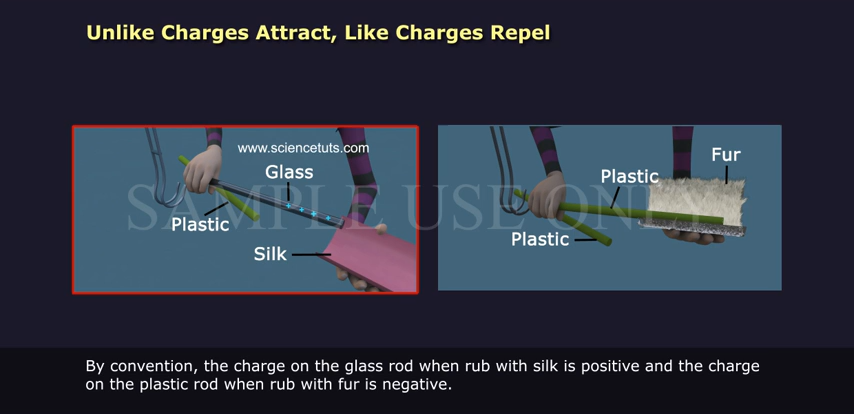 Unlike Charges Attract, Like Charges Repel
www.sciencetuts.com
Glass
Plastic
Silk
Fur
Plastic
Plastic
SAMPLE USE ONLY
By convention, the charge on the glass rod when rub with silk is positive and the charge
on the plastic rod when rub with fur is negative.